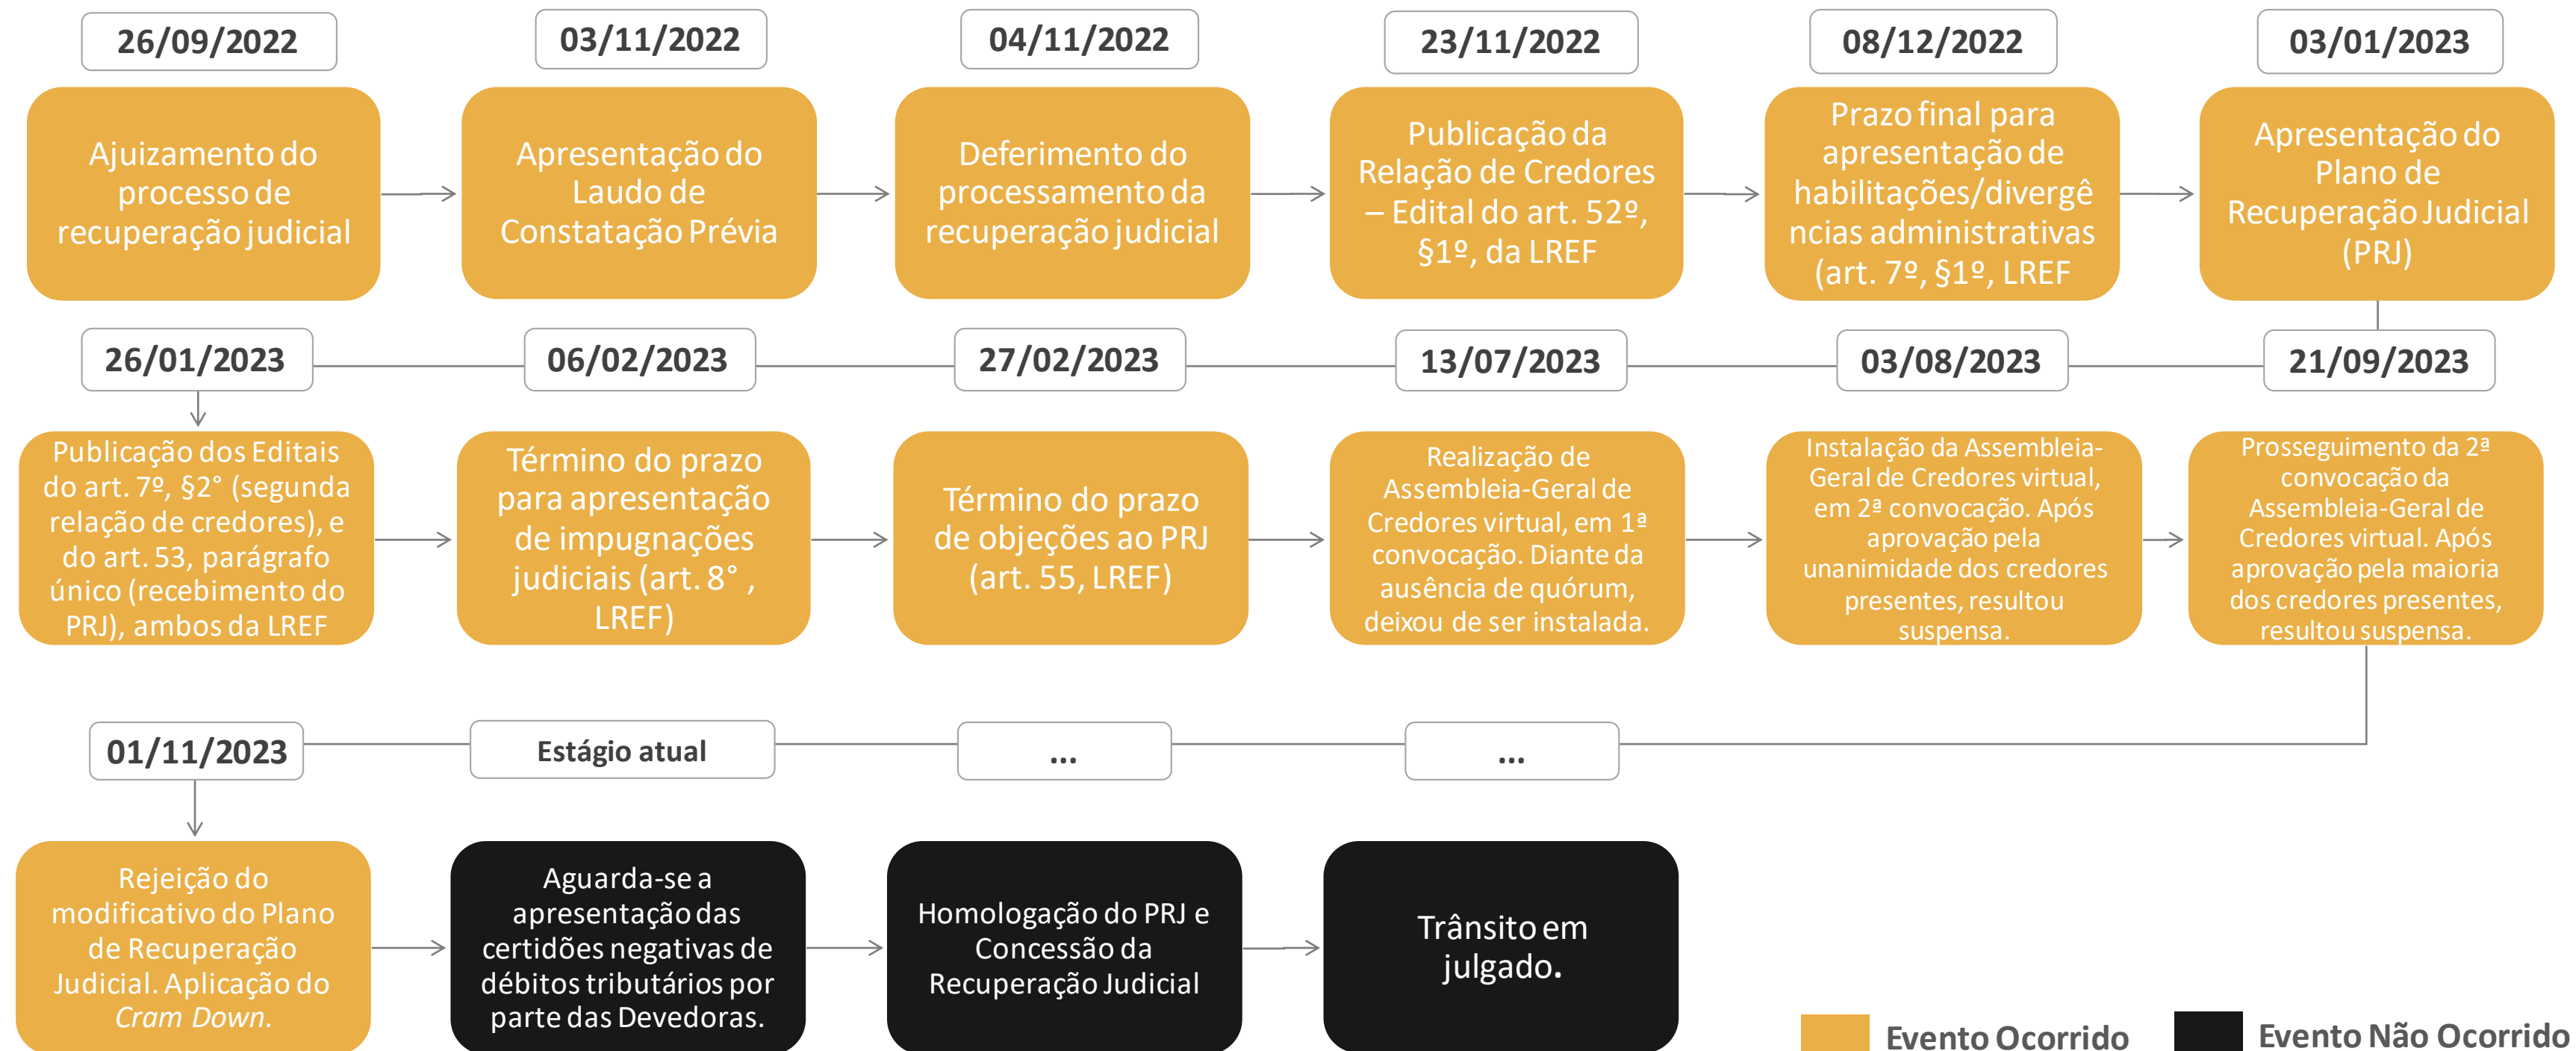 26/09/2022
Ajuizamento do
processo de
recuperação judicial
03/11/2022
Apresentação do
Laudo de
Constatação Prévia
04/11/2022
Deferimento do
processamento da
recuperação judicial
23/11/2022
Publicação da
Relação de Credores
– Edital do art. 52º,
§1º, da LREF
08/12/2022
Prazo final para
apresentação de
habilitações/divergê
ncias administrativas
(art. 7º, §1º, LREF
03/01/2023
Apresentação do
Plano de
Recuperação Judicial
(PRJ)
26/01/2023
Publicação dos Editais
do art. 7º, §2° (segunda
relação de credores), e
do art. 53, parágrafo
único (recebimento do
PRJ), ambos da LREF
06/02/2023
Término do prazo
para apresentação
de impugnações
judiciais (art. 8° ,
LREF)
27/02/2023
Término do prazo
de objeções ao PRJ
(art. 55, LREF)
13/07/2023
Realização de
Assembleia-Geral de
Credores virtual, em 1ª
convocação. Diante da
ausência de quórum,
deixou de ser instalada.
03/08/2023
Instalação da Assembleia-
Geral de Credores virtual,
em 2ª convocação. Após
aprovação pela
unanimidade dos credores
presentes, resultou
suspensa.
21/09/2023
Prosseguimento da 2ª
convocação da
Assembleia-Geral de
Credores virtual. Após
aprovação pela maioria
dos credores presentes,
resultou suspensa.
01/11/2023
Rejeição do
modificativo do Plano
de Recuperação
Judicial. Aplicação do
Cram Down.
Estágio atual
Aguarda-se a
apresentação das
certidões negativas de
débitos tributários por
parte das Devedoras.
...
Homologação do PRJ e
Concessão da
Recuperação Judicial
...
Trânsito em
julgado.
Evento Ocorrido
Evento Não Ocorrido